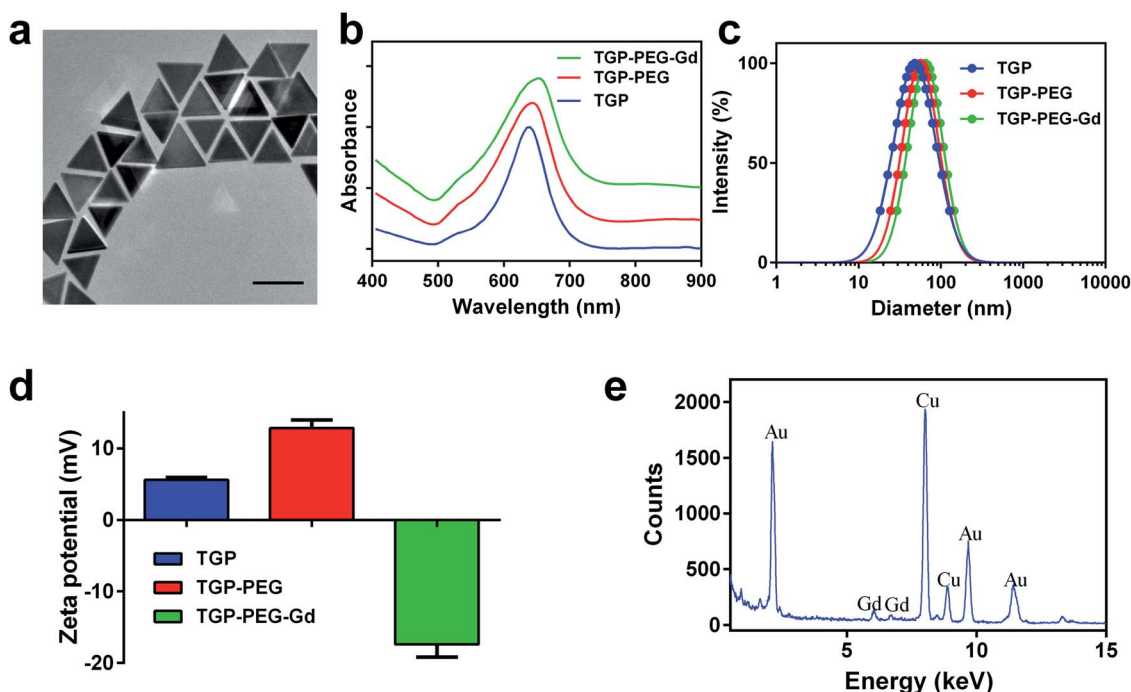 a
b
TGP-PEG-Gd
TGP-PEG
TGP
Absorbance
400 500 600 700 800 900
Wavelength (nm)
c
TGP
TGP-PEG
TGP-PEG-Gd
Intensity (%)
100
50
0
1 10 100 1000 10000
Diameter (nm)
d
Zeta potential (mV)
10
0
-10
-20
TGP
TGP-PEG
TGP-PEG-Gd
e
Counts
2000
1500
1000
500
0
Au
Gd
Gd
Cu
Cu
Au
Au
5 10 15
Energy (keV)